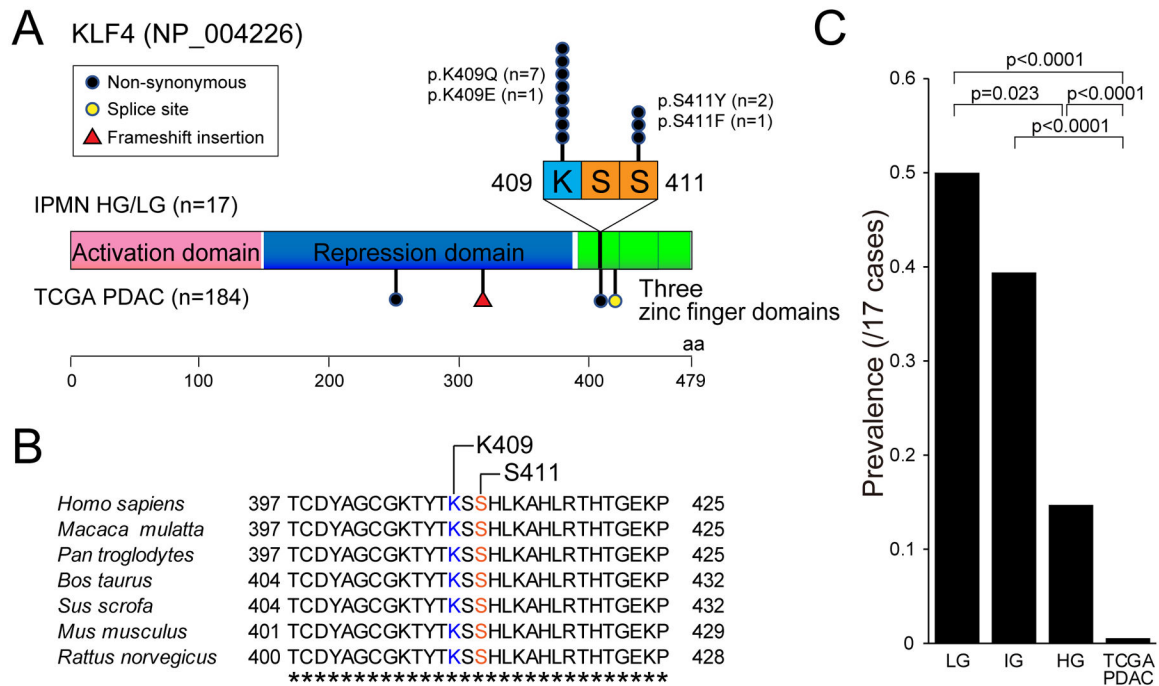 A
KLF4 (NP_004226)
Non-synonymous
Splice site
Frameshift insertion
p.K409Q (n=7)
p.K409E (n=1)
p.S411Y (n=2)
p.S411F (n=1)
409 K S S 411
IPMN HG/LG (n=17)
Activation domain Repression domain
TCGA PDAC (n=184)
Three
zinc finger domains
aa
0 100 200 300 400 479
B
K409
S411
Homo sapiens 397 TCDYAGCGKTYTKSSHLKAHLRTHTGEKP 425
Macaca mulatta 397 TCDYAGCGKTYTKSSHLKAHLRTHTGEKP 425
Pan troglodytes 397 TCDYAGCGKTYTKSSHLKAHLRTHTGEKP 425
Bos taurus 404 TCDYAGCGKTYTKSSHLKAHLRTHTGEKP 432
Sus scrofa 404 TCDYAGCGKTYTKSSHLKAHLRTHTGEKP 432
Mus musculus 401 TCDYAGCGKTYTKSSHLKAHLRTHTGEKP 429
Rattus norvegicus 400 TCDYAGCGKTYTKSSHLKAHLRTHTGEKP 428
*****************************
C
p<0.0001
p=0.023 p<0.0001
p<0.0001
Prevalence (/17 cases)
0.6
0.5
0.4
0.3
0.2
0.1
0
LG IG HG TCGA
PDAC